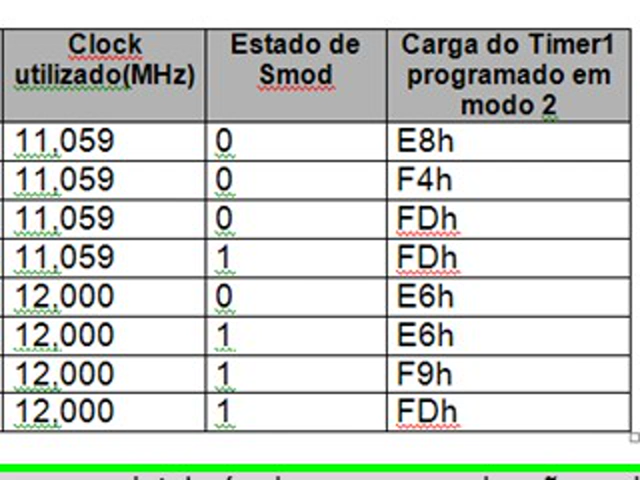 Clock utilizado(MHz) Estado de Smod Carga do Timer1 programado em modo 2
11,059 0 E8h
11,059 0 F4h
11,059 0 FDh
11,059 1 FDh
12,000 0 E6h
12,000 1 E6h
12,000 1 F9h
12,000 1 FDh